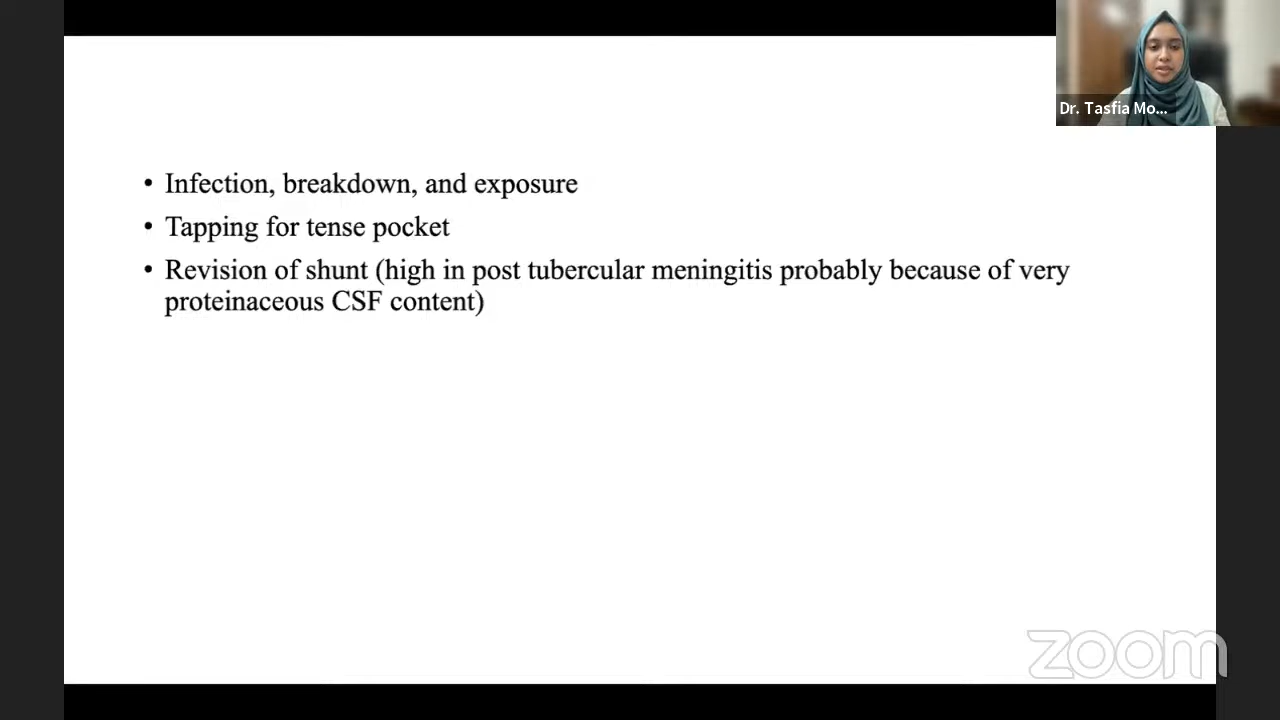 Dr. Tasfia Mo...
• Infection, breakdown, and exposure
• Tapping for tense pocket
• Revision of shunt (high in post tubercular meningitis probably because of very
proteinaceous CSF content)
zoom